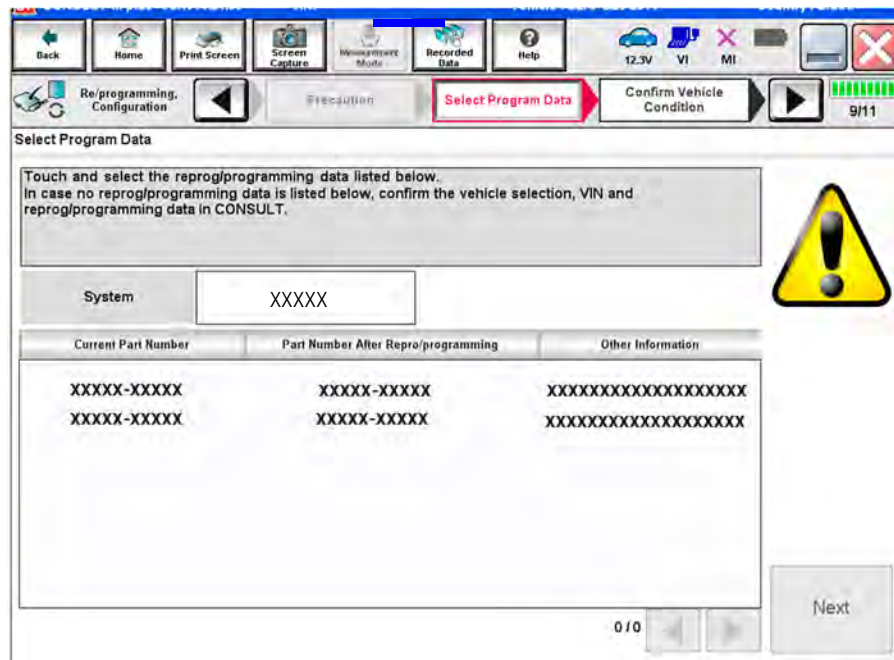 Back
Home
Print Screen
Screen
Capture
Measurement
Mode
Recorded
Data
Help
12.3V
VI
MI
Re/programming,
Configuration
Precaution
Select Program Data
Confirm Vehicle
Condition
9/11
Select Program Data
Touch and select the reprog/programming data listed below.
In case no reprog/programming data is listed below, confirm the vehicle selection, VIN and
reprog/programming data in CONSULT.
System
XXXXX
Current Part Number
Part Number After Repro/programming
Other Information
XXXXX-XXXXX XXXXX-XXXXX XXXXXXXXXXXXXXXXXXX
XXXXX-XXXXX XXXXX-XXXXX XXXXXXXXXXXXXXXXXXX
0/0
Next